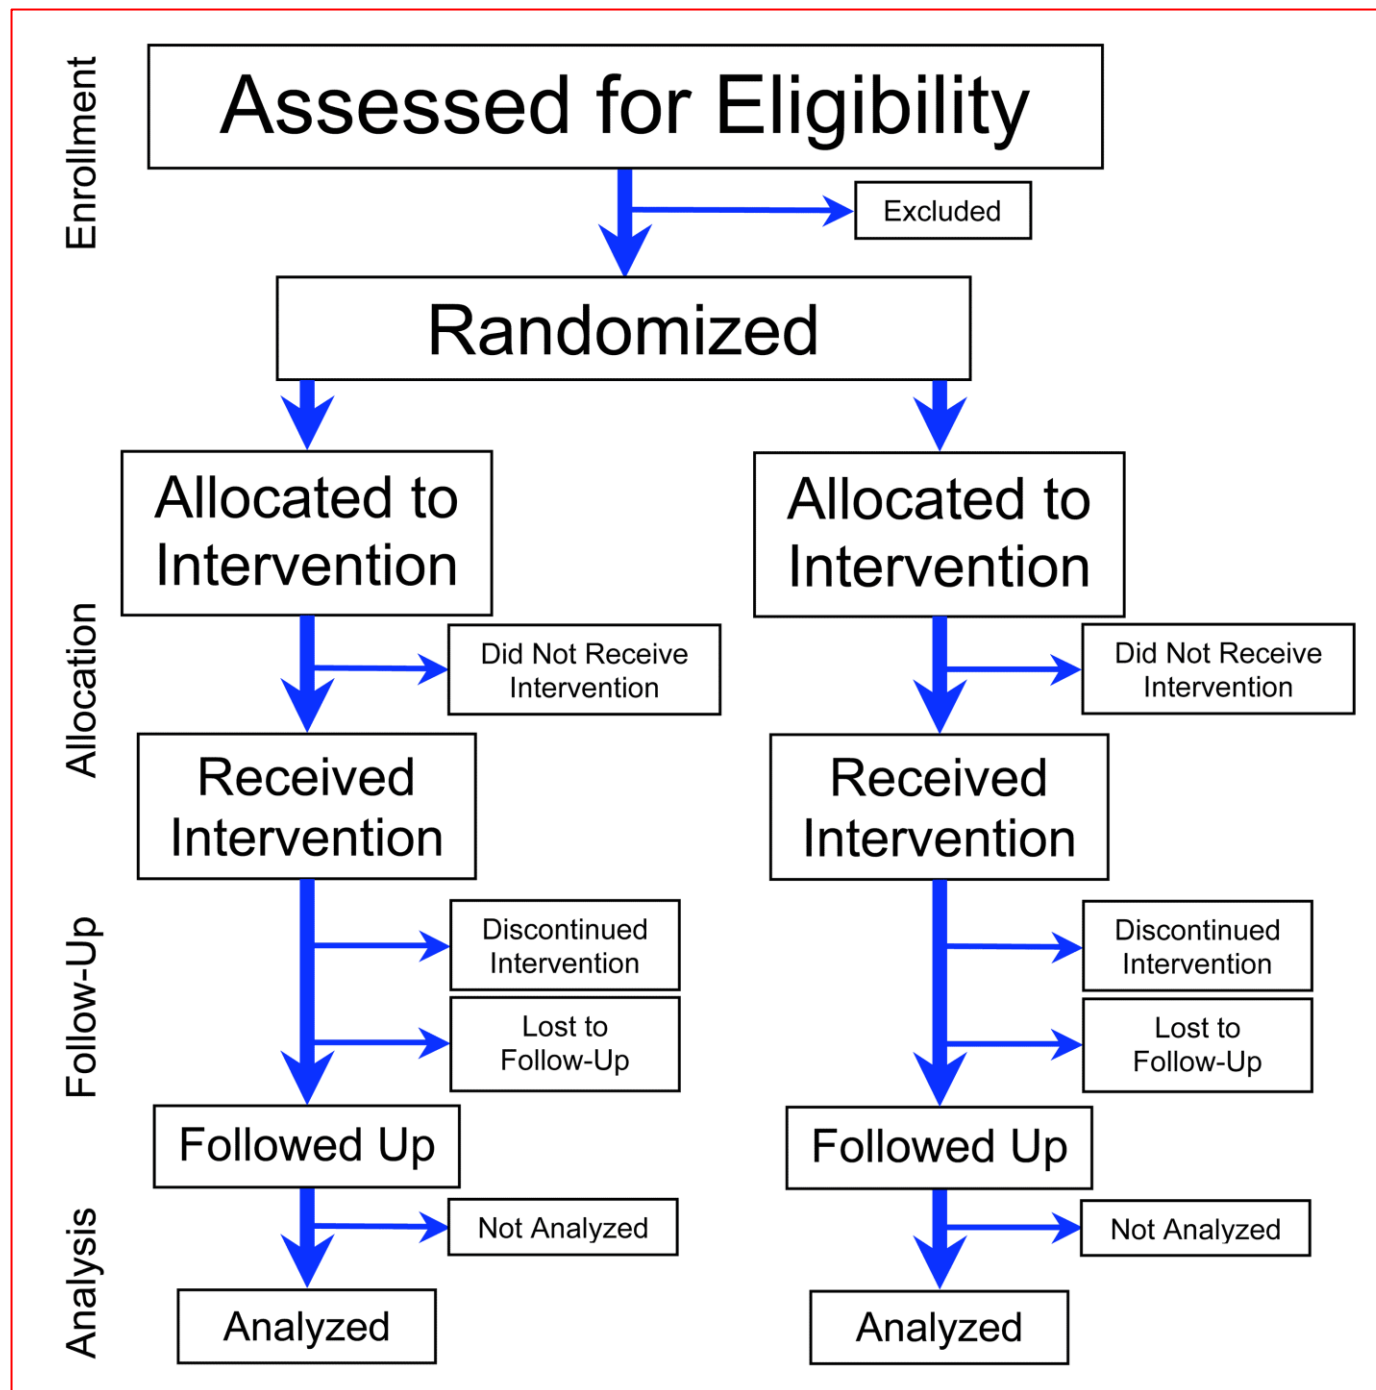 Enrollment
Assessed for Eligibility
Excluded
Randomized
Allocation
Allocated to
Intervention
Did Not Receive
Intervention
Received
Intervention
Allocated to
Intervention
Did Not Receive
Intervention
Received
Intervention
Follow-Up
Discontinued
Intervention
Lost to
Follow-Up
Followed Up
Discontinued
Intervention
Lost to
Follow-Up
Followed Up
Analysis
Not Analyzed
Analyzed
Not Analyzed
Analyzed